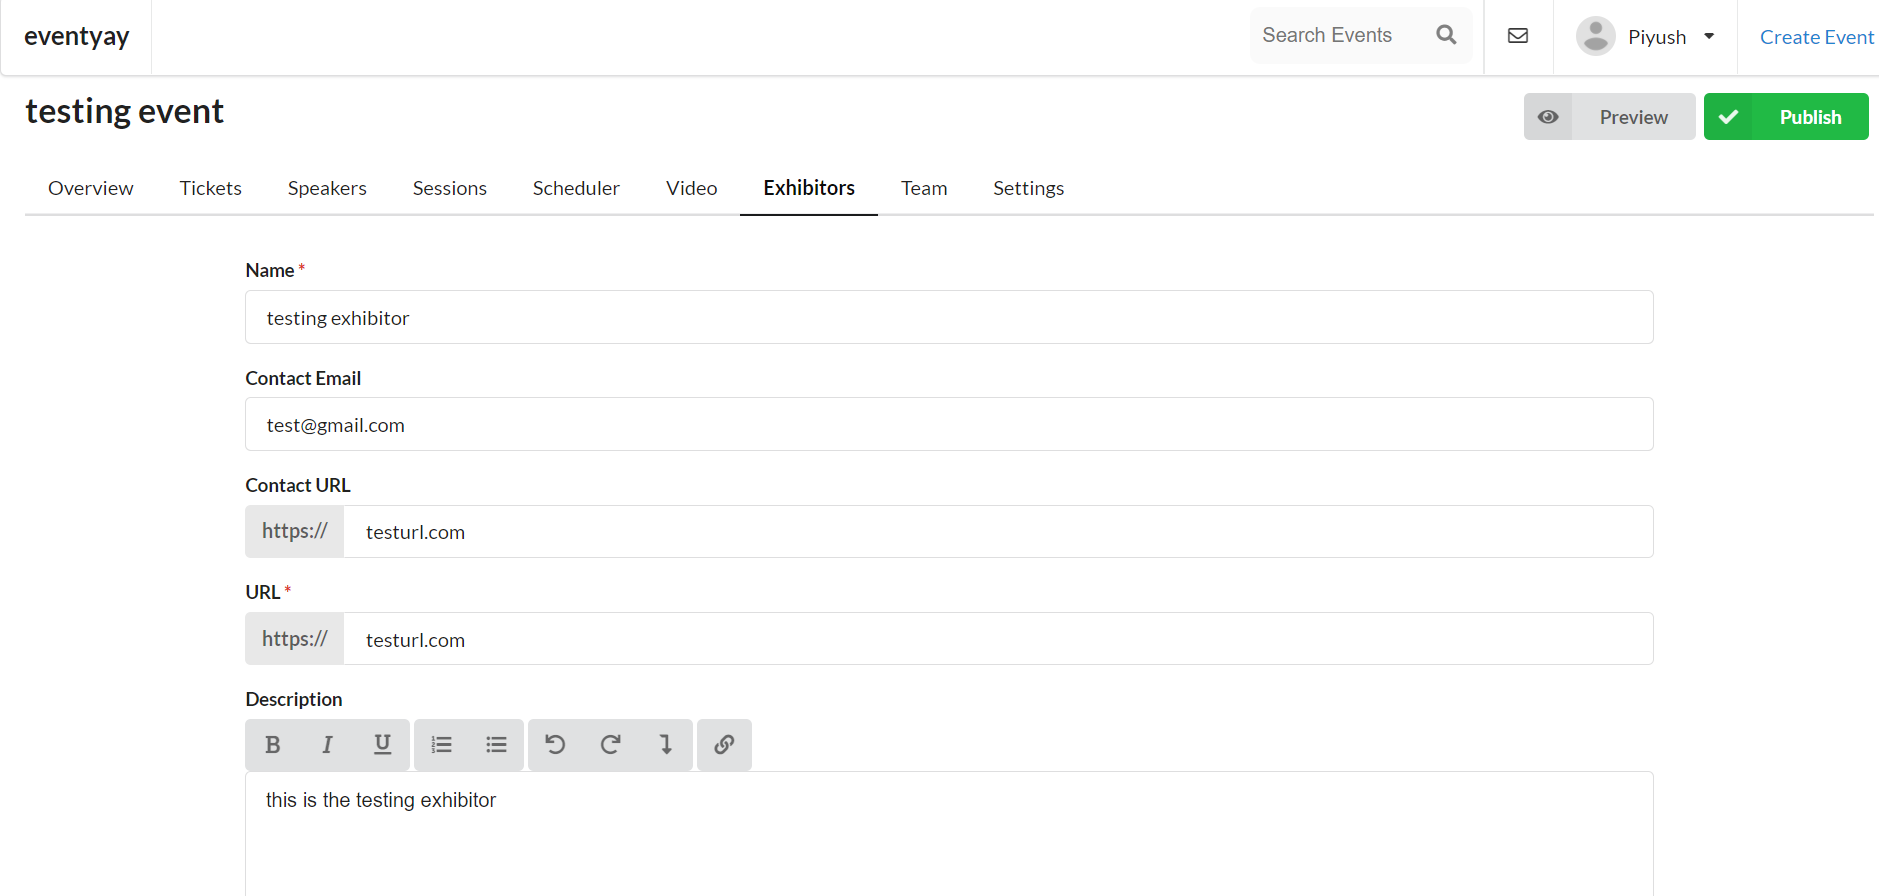 eventyay
Search Events
Piyush
Create Event
testing event
Preview
Publish
Overview Tickets Speakers Sessions Scheduler Video Exhibitors Team Settings
Name *
testing exhibitor
Contact Email
test@gmail.com
Contact URL
https:// testurl.com
URL *
https:// testurl.com
Description
B I U
this is the testing exhibitor